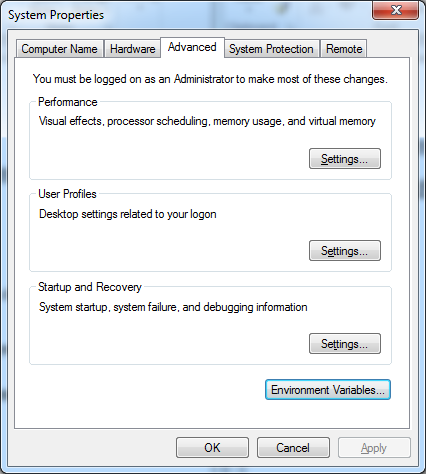 System Properties
Computer Name Hardware Advanced System Protection Remote
You must be logged on as an Administrator to make most of these changes.
Performance
Visual effects, processor scheduling, memory usage, and virtual memory
Settings...
User Profiles
Desktop settings related to your logon
Settings...
Startup and Recovery
System startup, system failure, and debugging information
Settings...
Environment Variables...
OK Cancel Apply